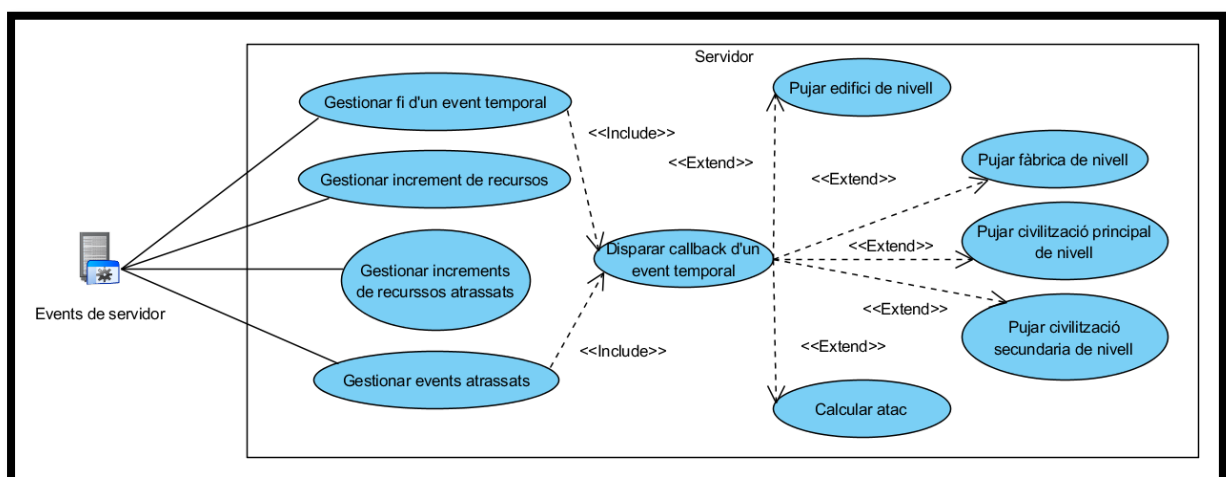 Servidor
Gestionar fi d'un event temporal
Pujar edifici de nivell
<<Include>>
<<Extend>>
Pujar fàbrica de nivell
Gestionar increment de recursos
<<Extend>>
Disparar callback d'un
event temporal
Pujar civilització principal
de nivell
<<Extend>>
Gestionar increments
de recurssos atrassats
Events de servidor
<<Extend>>
Pujar civilització
secundaria de nivell
<<Include>>
<<Extend>>
Gestionar events atrassats
Calcular atac